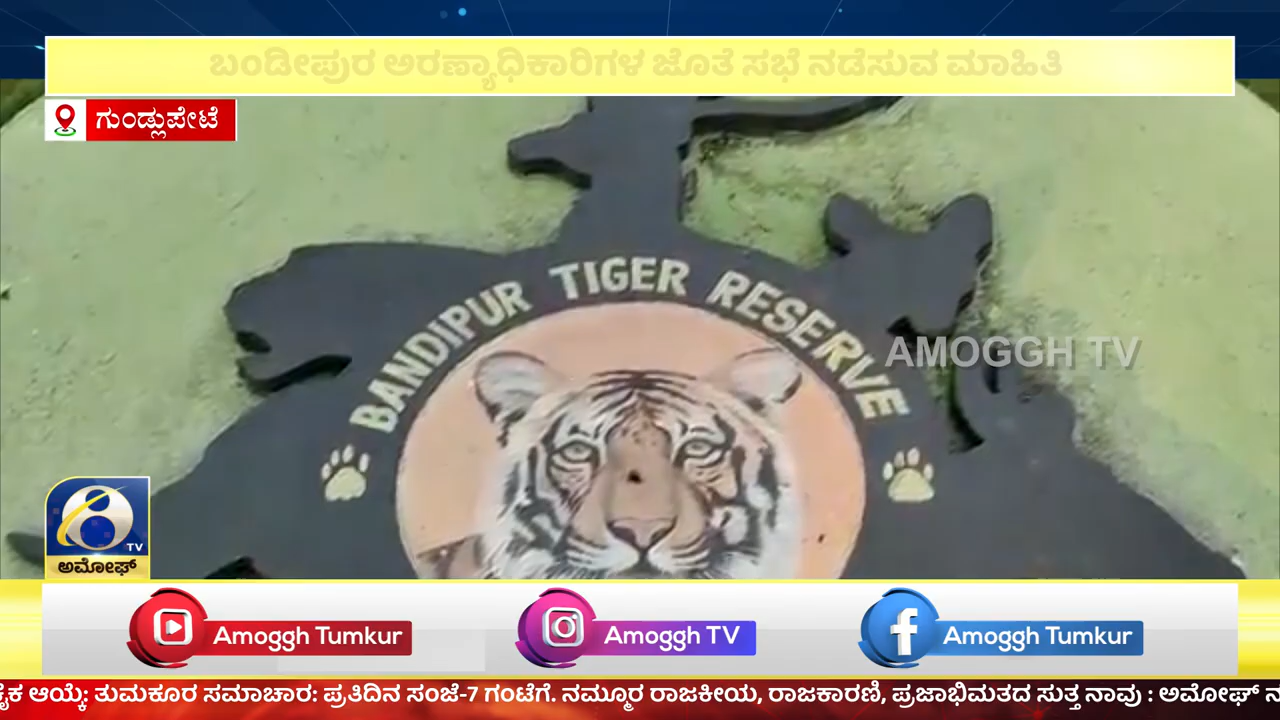 ಬಂಡೀಪುರ ಅರಣ್ಯಾಧಿಕಾರಿಗಳ ಜೊತೆ ಸಭೆ ನಡೆಸುವ ಮಾಹಿತಿ
ಗುಂಡ್ಲುಪೇಟೆ
BANDIPUR TIGER RESERVE
AMOGGH TV
8 TV
ಅಮೋಘ್
Amoggh Tumkur
Amoggh TV
Amoggh Tumkur
ಆಯ್ಕೆ: ತುಮಕೂರ ಸಮಾಚಾರ: ಪ್ರತಿದಿನ ಸಂಜೆ-7 ಗಂಟೆಗೆ. ನಮ್ಮೂರ ರಾಜಕೀಯ, ರಾಜಕಾರಣಿ, ಪ್ರಜಾಭಿಮತದ ಸುತ್ತ ನಾವು : ಅಮೋಘ್